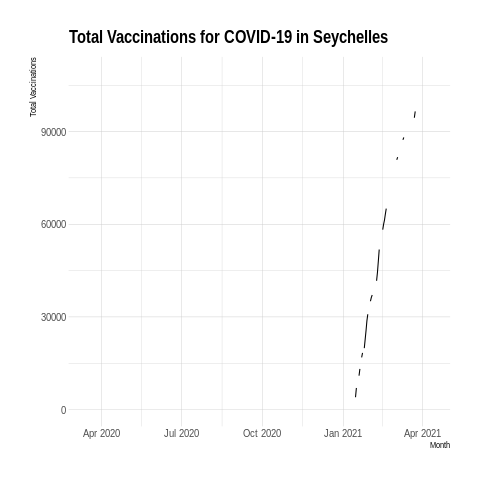 Total Vaccinations for COVID-19 in Seychelles
Total Vaccinations
90000
60000
30000
0
Apr 2020 Jul 2020 Oct 2020 Jan 2021 Apr 2021
Month